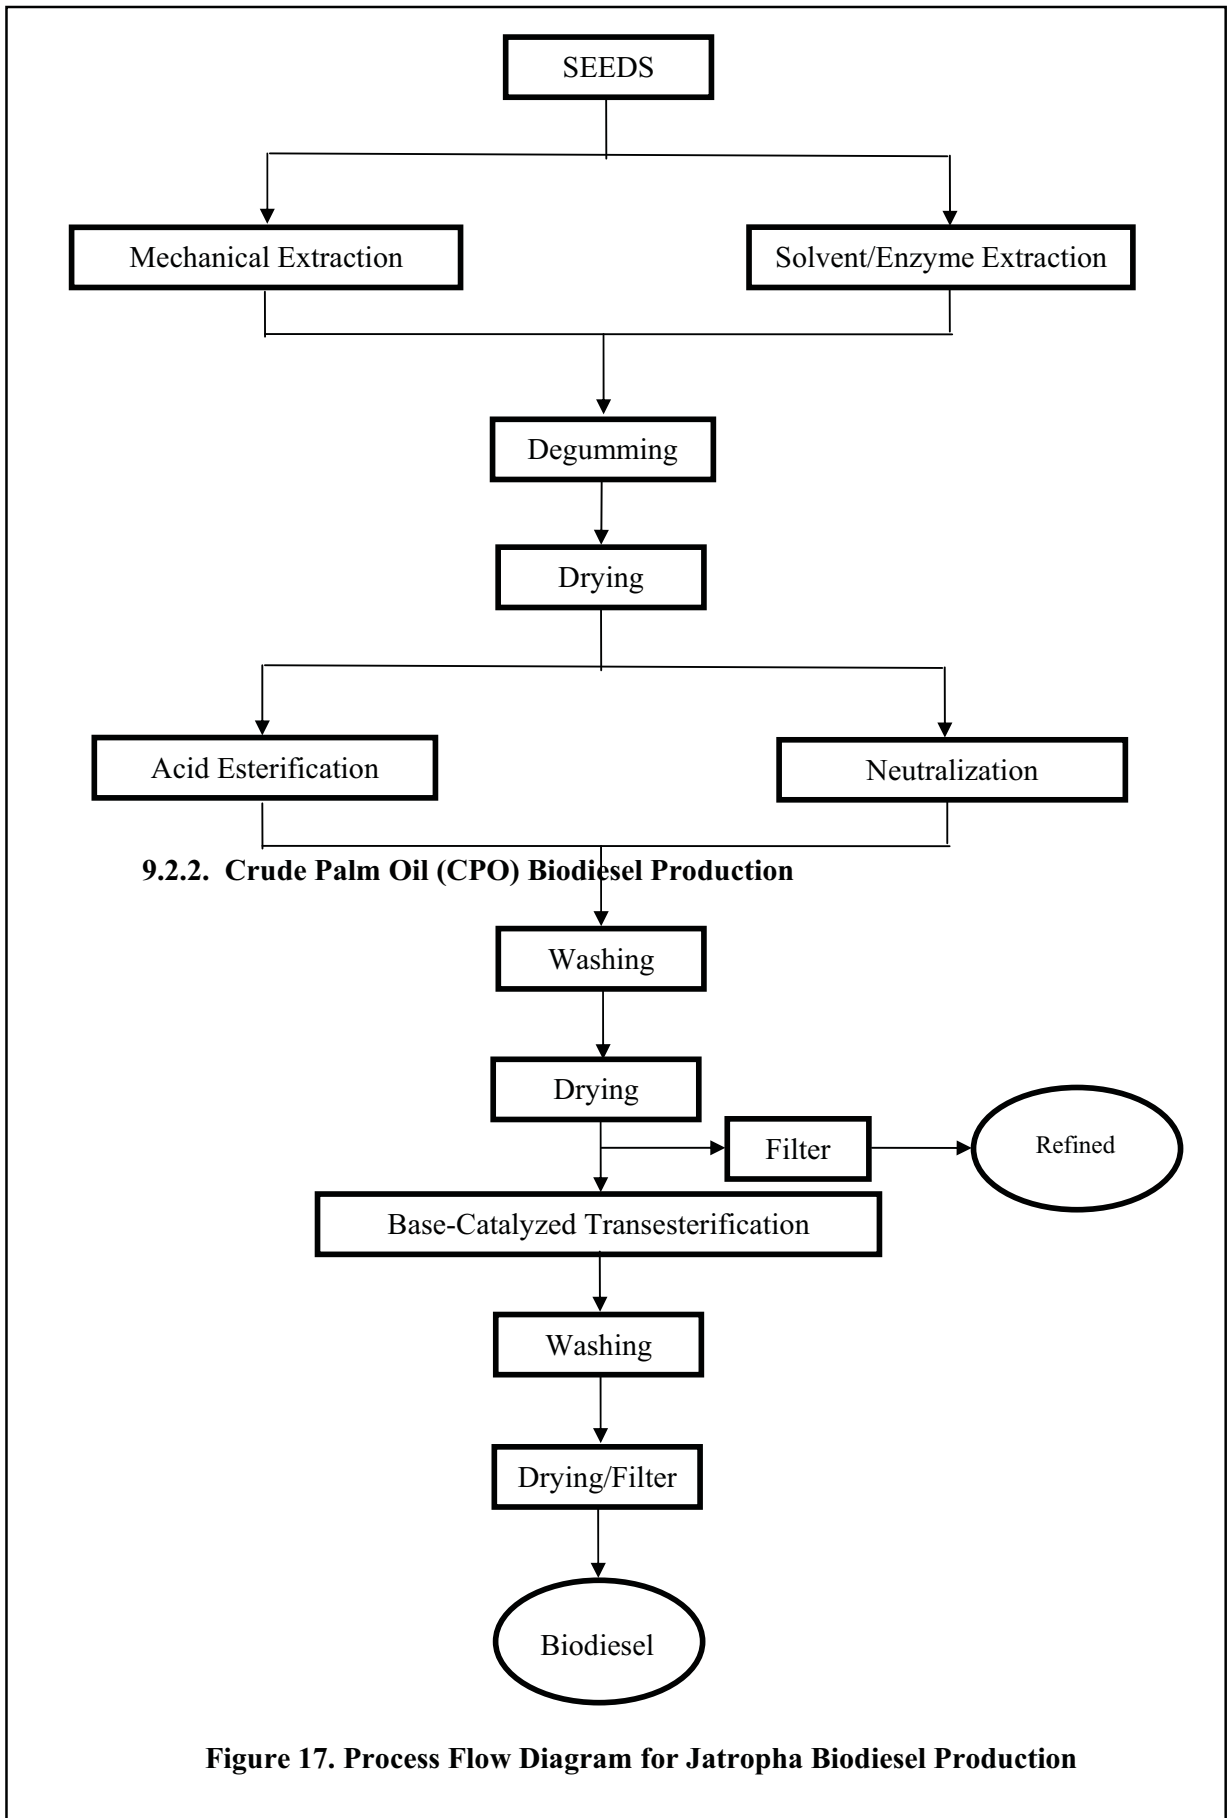 SEEDS
Mechanical Extraction
Solvent/Enzyme Extraction
Degumming
Drying
Acid Esterification
Neutralization
9.2.2. Crude Palm Oil (CPO) Biodiesel Production
Washing
Drying
Filter
Refined
Base-Catalyzed Transesterification
Washing
Drying/Filter
Biodiesel
Figure 17. Process Flow Diagram for Jatropha Biodiesel Production